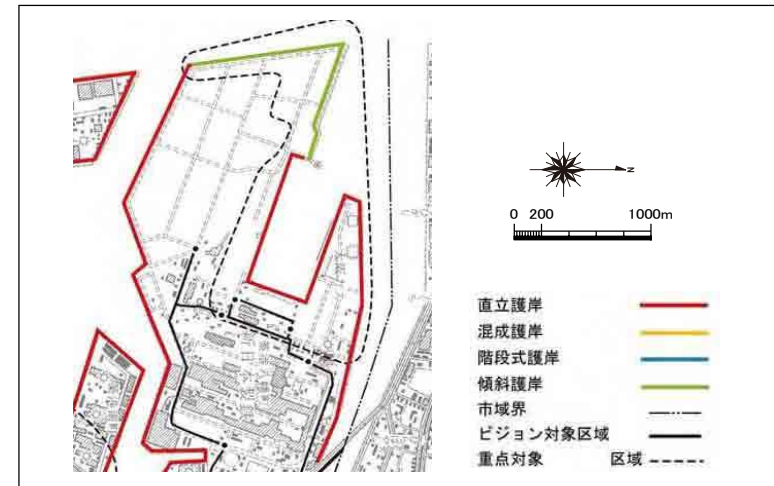 N
0 200 1000m
直立護岸
混成護岸
階段式護岸
傾斜護岸
市域界
ビジョン対象区域
重点対象 区域